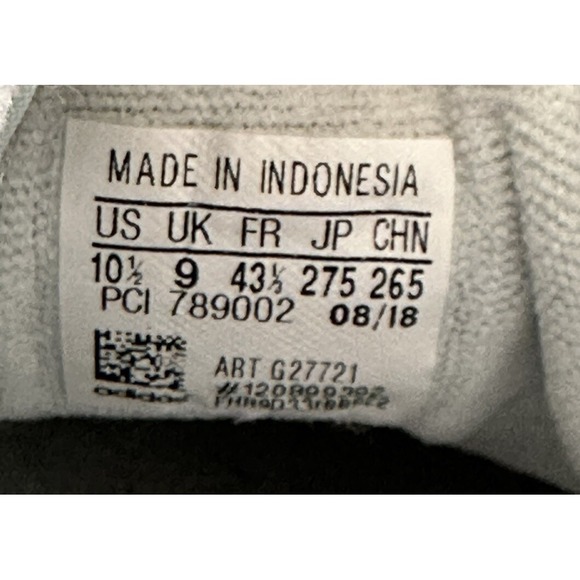 MADE IN INDONESIA
US UK FR JP CHN
10½ 9 43⅓ 275 265
PCI 789002 08/18
ART G27721
adidas